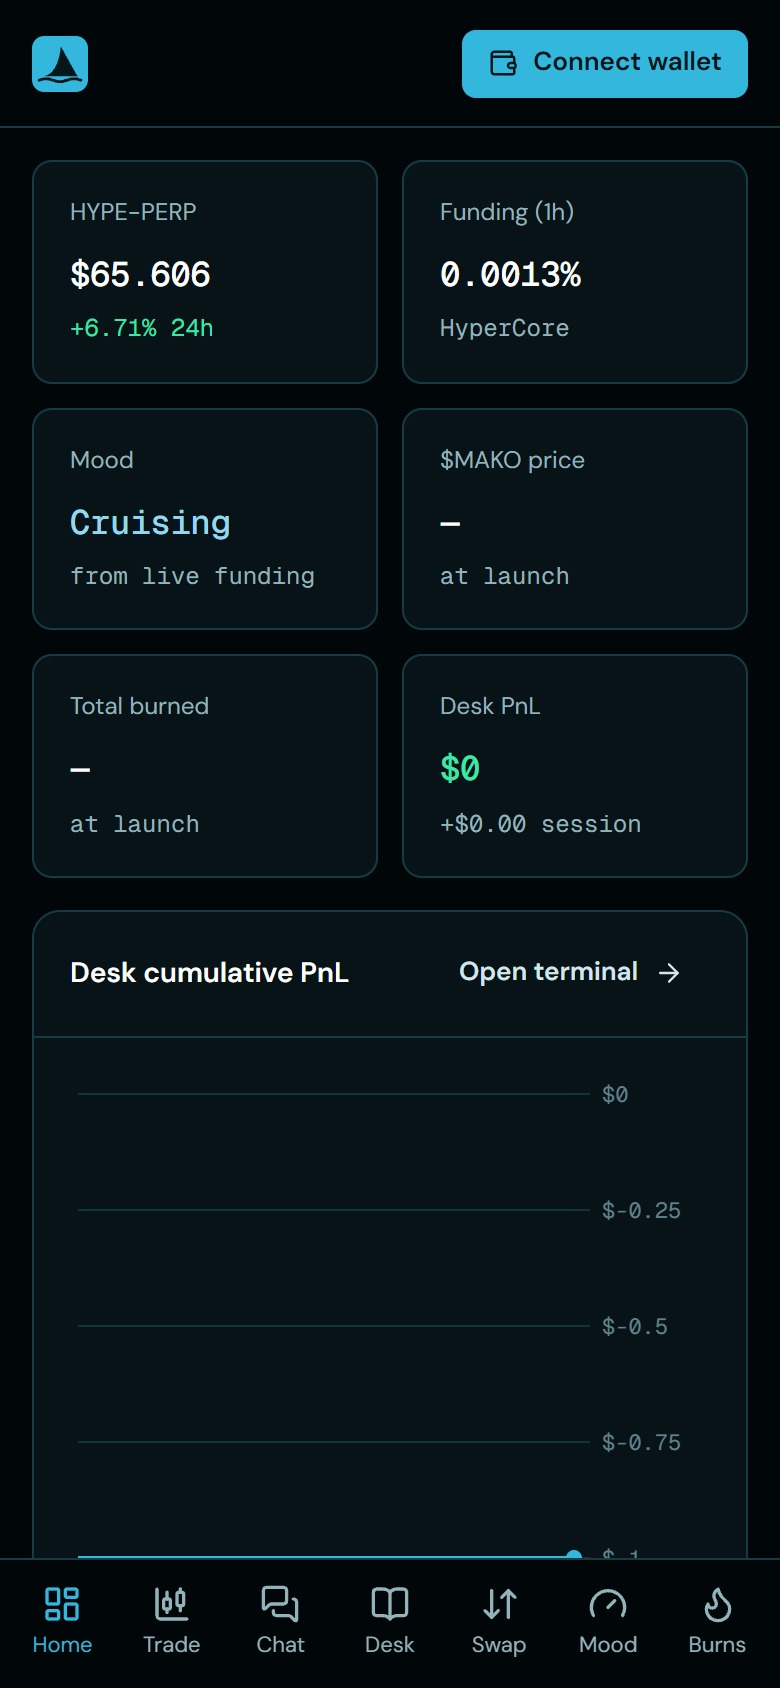 Connect wallet
HYPE-PERP
$65.606
+6.71% 24h
Funding (1h)
0.0013%
HyperCore
Mood
Cruising
from live funding
$MAKO price
—
at launch
Total burned
—
at launch
Desk PnL
$0
+$0.00 session
Desk cumulative PnL
Open terminal →
$0
$-0.25
$-0.5
$-0.75
Home
Trade
Chat
Desk
Swap
Mood
Burns